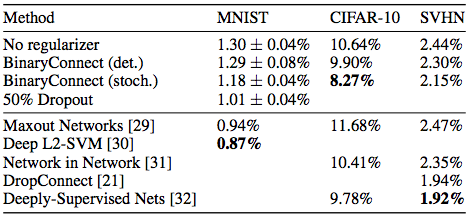 Method MNIST CIFAR-10 SVHN
No regularizer 1.30 ± 0.04% 10.64% 2.44%
BinaryConnect (det.) 1.29 ± 0.08% 9.90% 2.30%
BinaryConnect (stoch.) 1.18 ± 0.04% 8.27% 2.15%
50% Dropout 1.01 ± 0.04%
Maxout Networks [29] 0.94% 11.68% 2.47%
Deep L2-SVM [30] 0.87%
Network in Network [31] 10.41% 2.35%
DropConnect [21] 1.94%
Deeply-Supervised Nets [32] 9.78% 1.92%